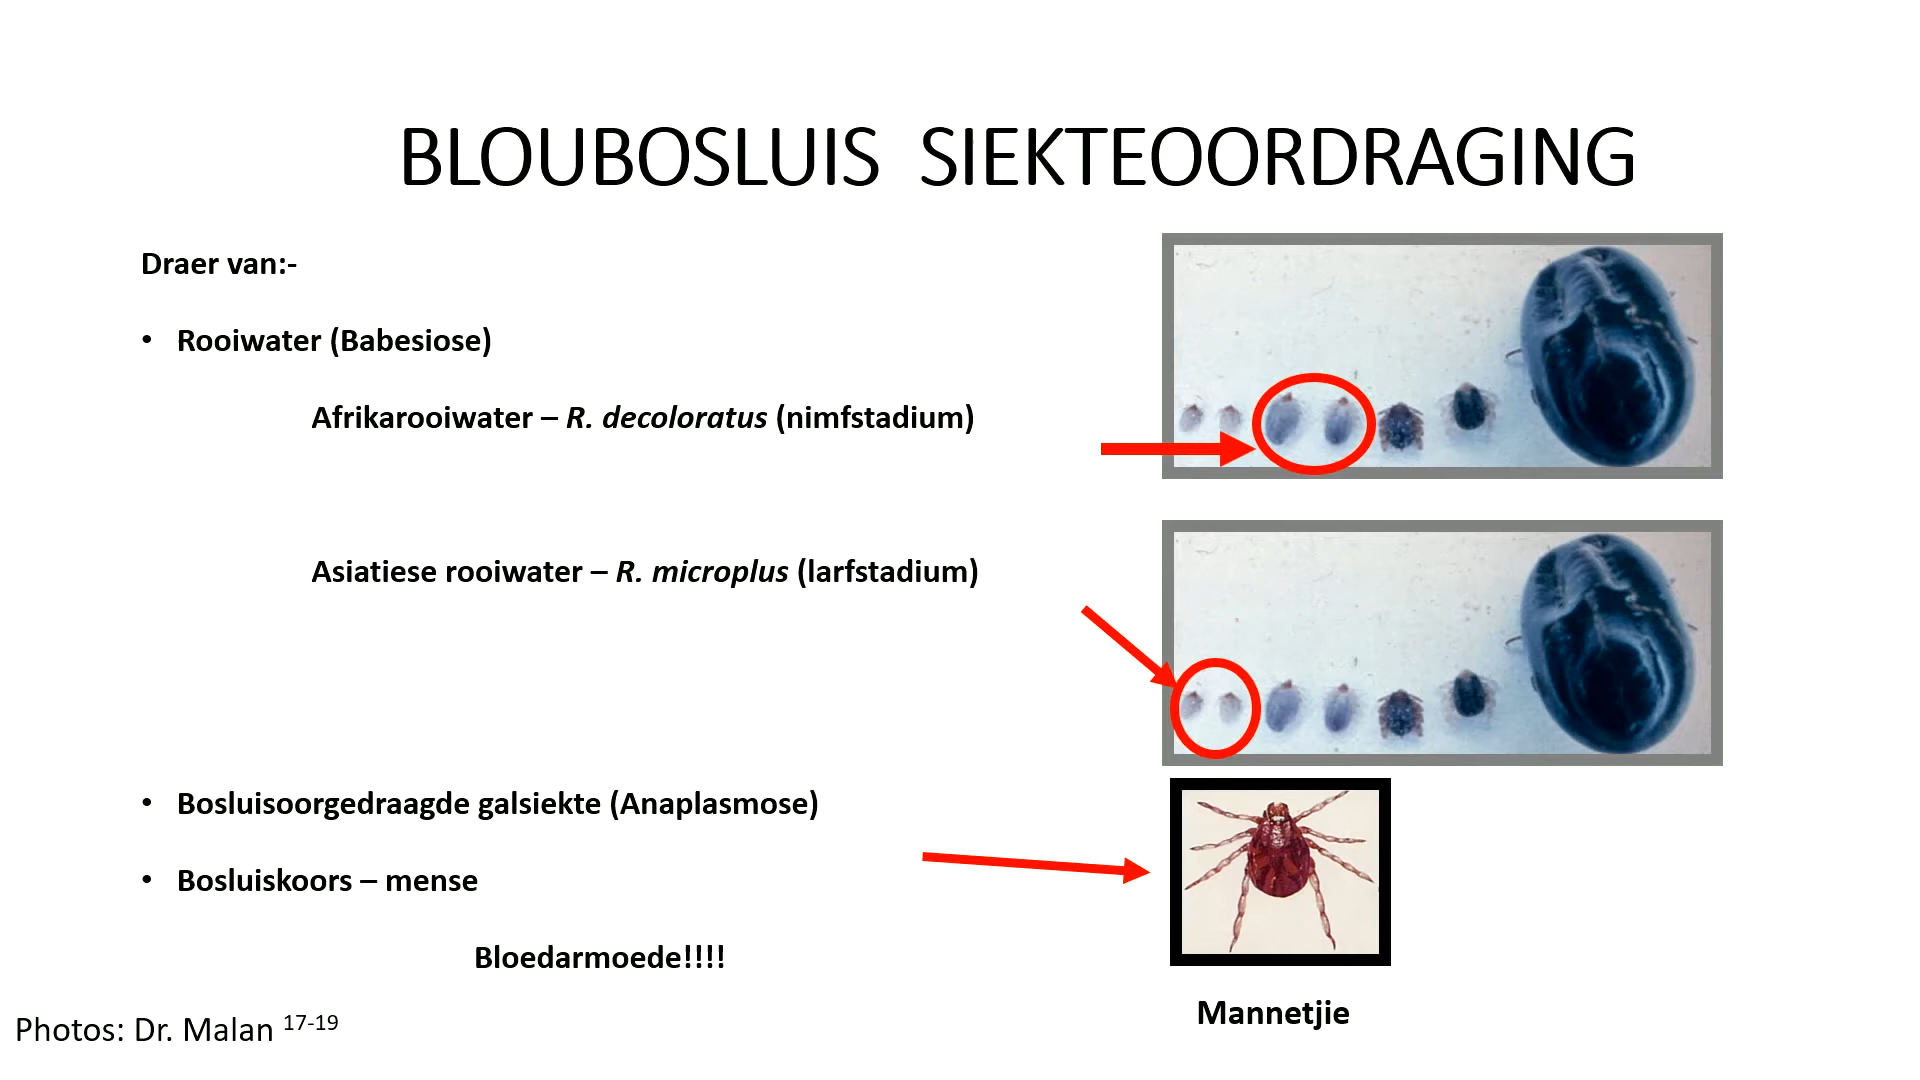 BLOUBOSLUIS SIEKTEOORDRAGING
Draer van:-
• Rooiwater (Babesiose)
Afrikarooiwater – R. decoloratus (nimfstadium)
Asiatiese rooiwater – R. microplus (larfstadium)
• Bosluisoorgedraagde galsiekte (Anaplasmose)
• Bosluiskoors – mense
Bloedarmoede!!!!
Mannetjie
Photos: Dr. Malan 17-19